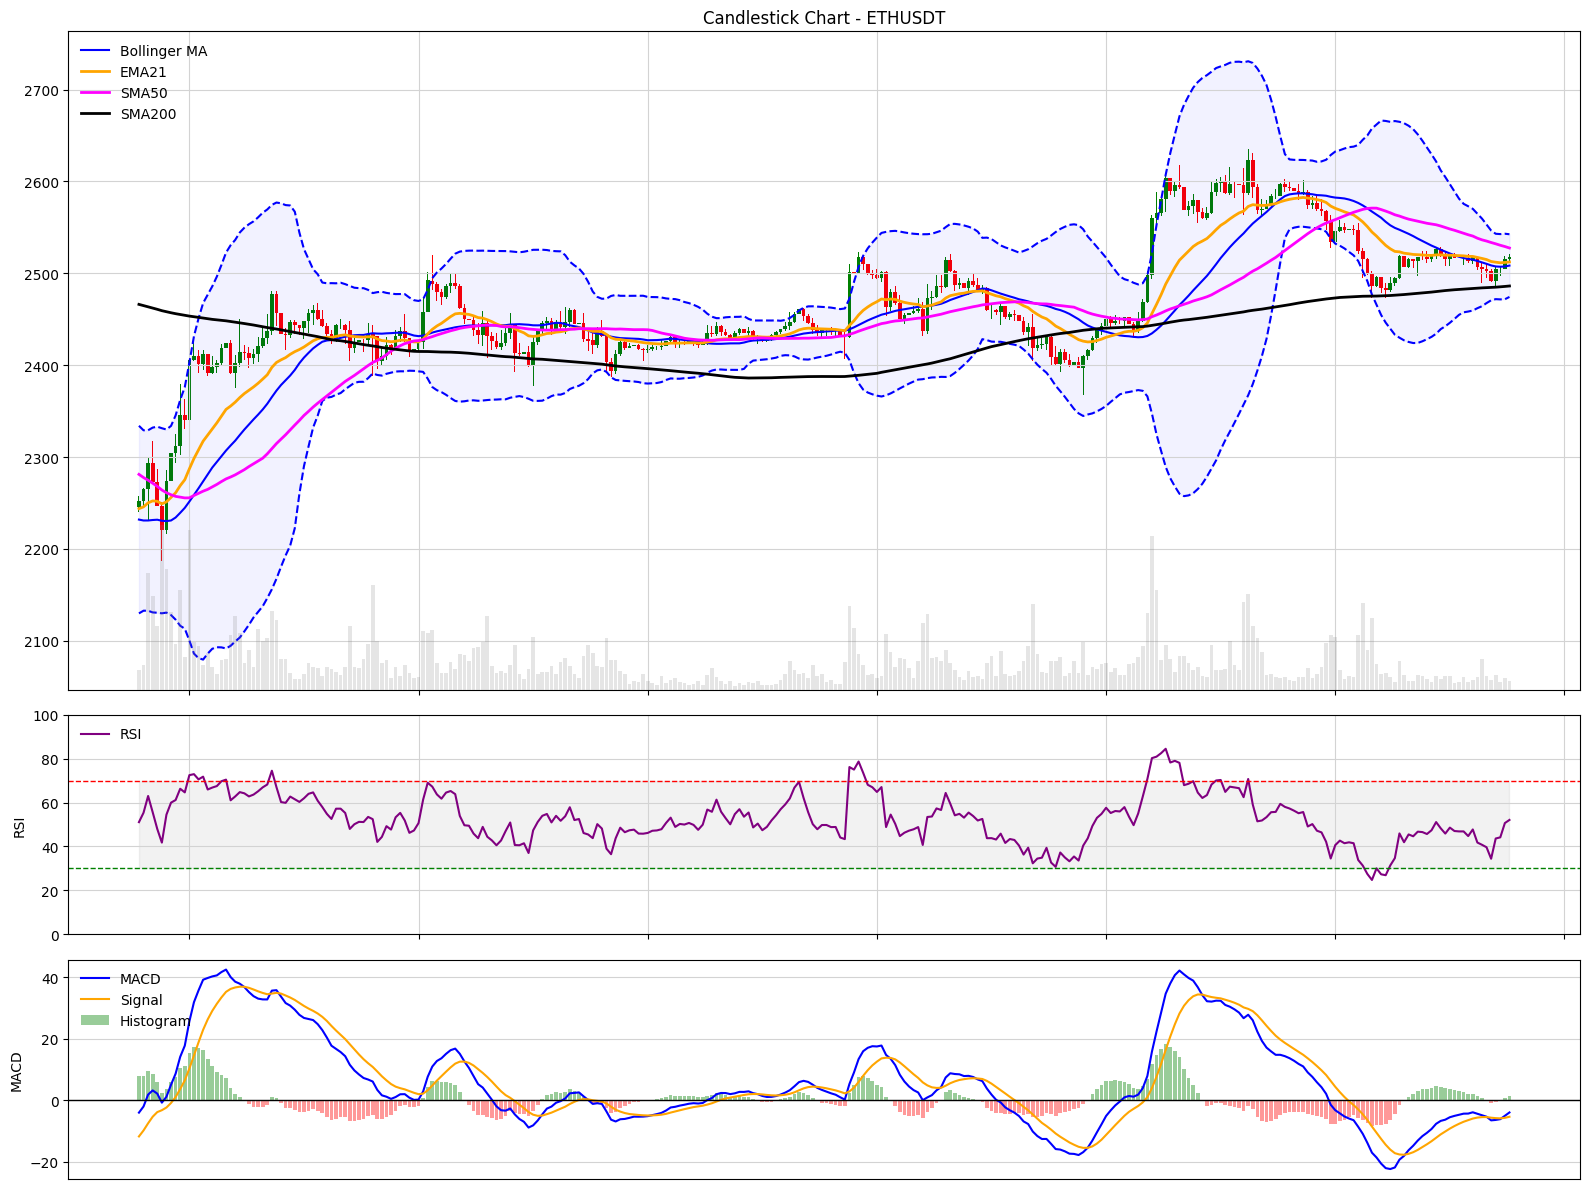 Candlestick Chart - ETHUSDT
Bollinger MA
EMA21
SMA50
SMA200
2700
2600
2500
2400
2300
2200
2100
100
80
60
40
20
0
RSI
RSI
40
20
0
−20
MACD
MACD
Signal
Histogram